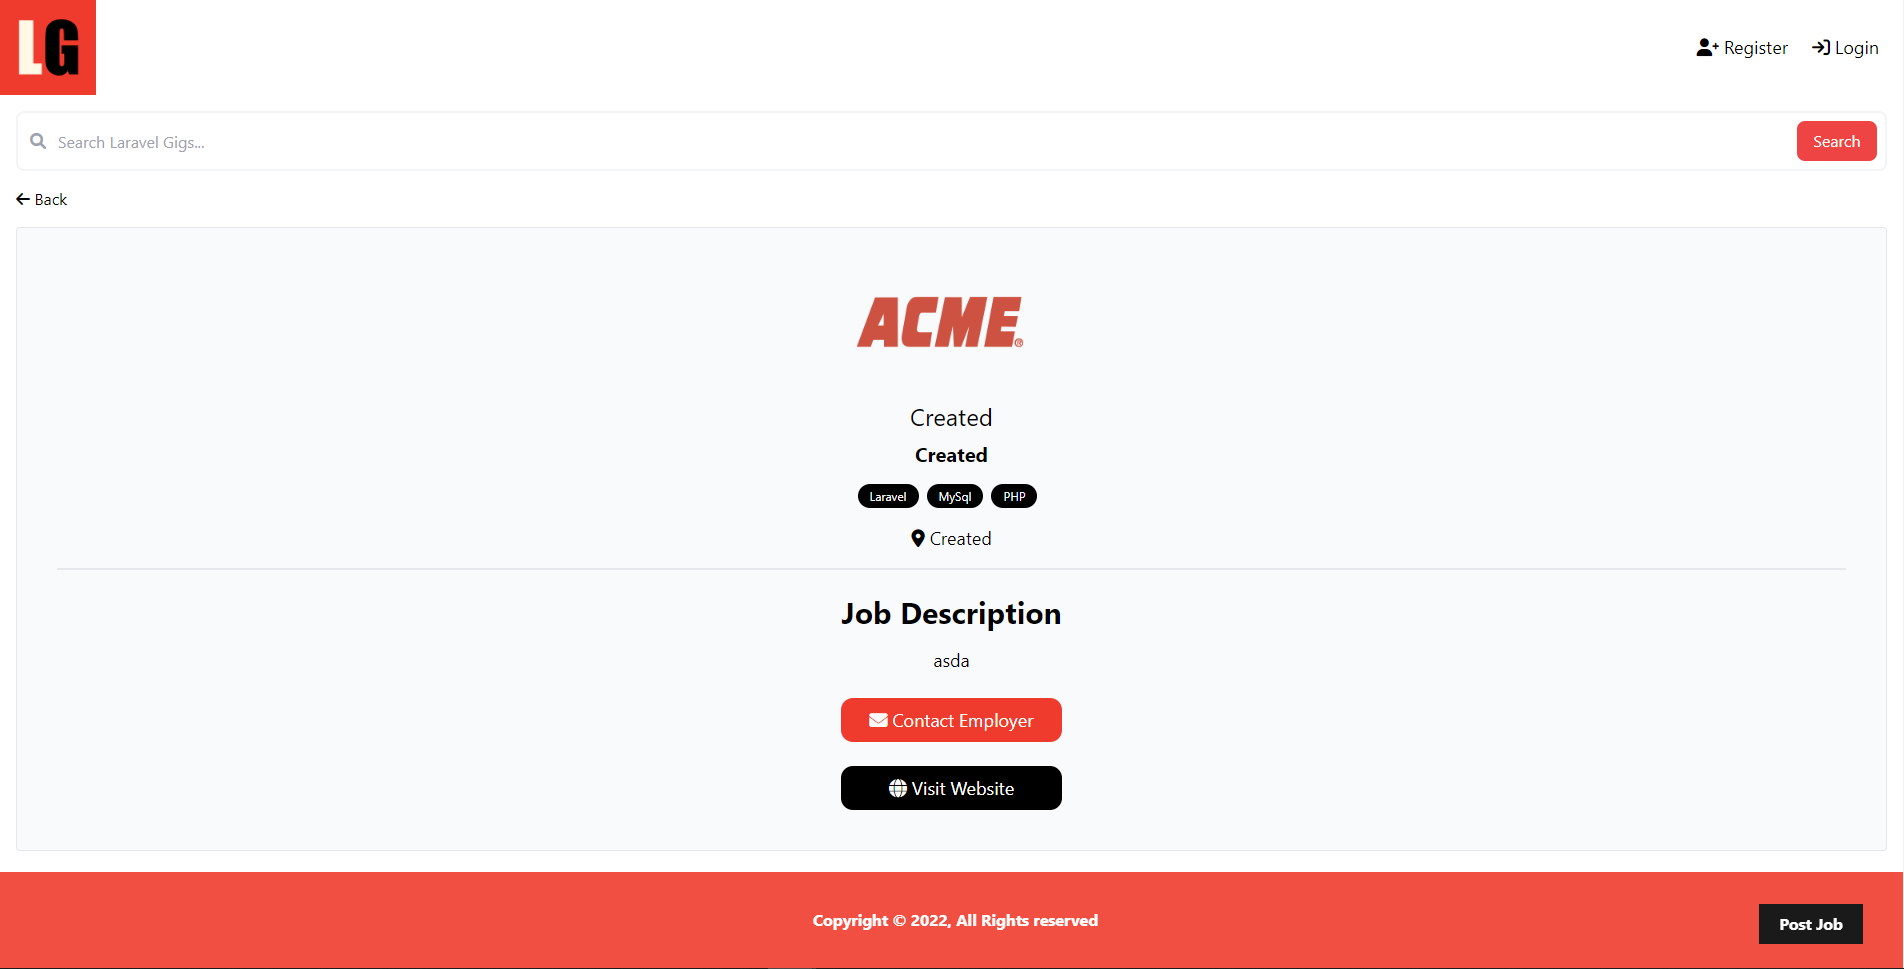 LG
Register Login
Search Laravel Gigs...
Search
Back
ACME®
Created
Created
Laravel MySql PHP
Created
Job Description
asda
Contact Employer
Visit Website
Copyright © 2022, All Rights reserved
Post Job